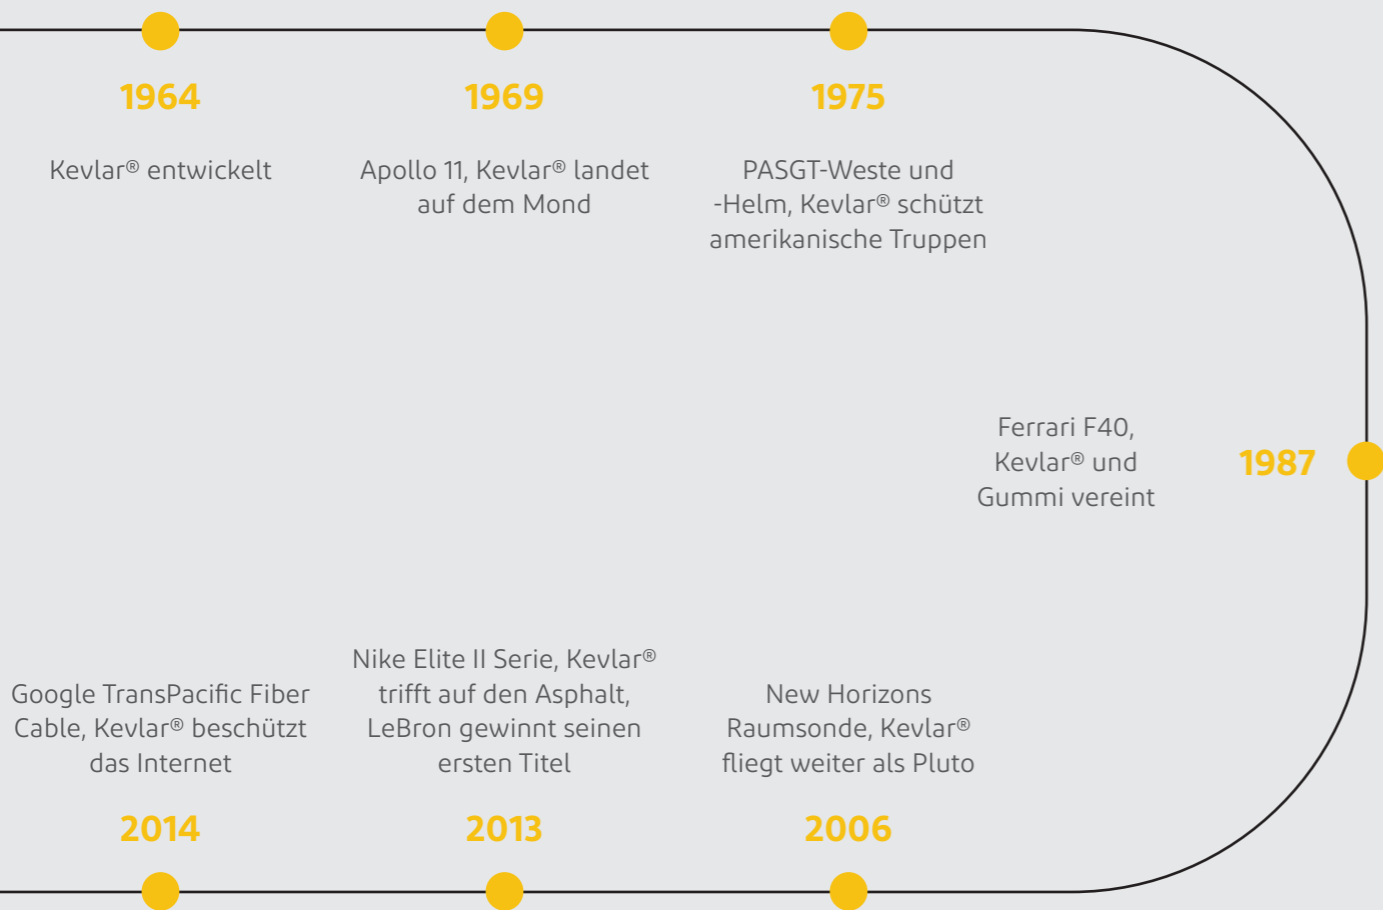 1964
Kevlar® entwickelt
1969
Apollo 11, Kevlar® landet
auf dem Mond
1975
PASGT-Weste und
-Helm, Kevlar® schützt
amerikanische Truppen
Ferrari F40,
Kevlar® und
Gummi vereint
1987
Google TransPacific Fiber
Cable, Kevlar® beschützt
das Internet
2014
Nike Elite II Serie, Kevlar®
trifft auf den Asphalt,
LeBron gewinnt seinen
ersten Titel
2013
New Horizons
Raumsonde, Kevlar®
fliegt weiter als Pluto
2006